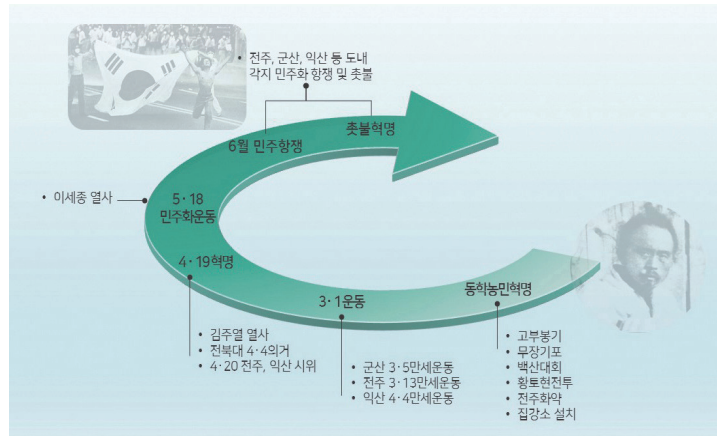 • 전주, 군산, 익산 등 도내
각지 민주화 항쟁 및 촛불
촛불혁명
6월 민주항쟁
• 이세종 열사
5·18
민주화운동
4·19혁명
• 김주열 열사
• 전북대 4·4의거
• 4·20 전주, 익산 시위
3·1운동
• 군산 3·5만세운동
• 전주 3·13만세운동
• 익산 4·4만세운동
동학농민혁명
• 고부봉기
• 무장기포
• 백산대회
• 황토현전투
• 전주화약
• 집강소 설치